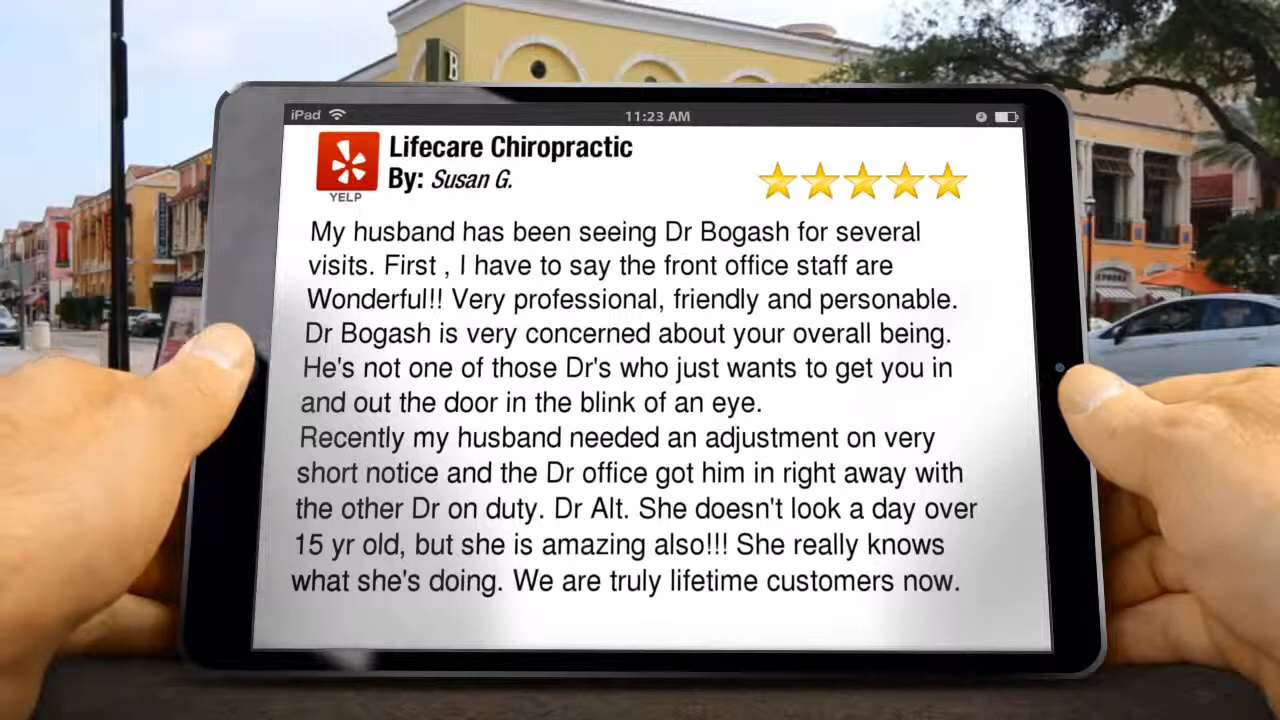 iPad 11:23 AM
Lifecare Chiropractic
By: Susan G.
YELP
My husband has been seeing Dr Bogash for several
visits. First , I have to say the front office staff are
Wonderful!! Very professional, friendly and personable.
Dr Bogash is very concerned about your overall being.
He's not one of those Dr's who just wants to get you in
and out the door in the blink of an eye.
Recently my husband needed an adjustment on very
short notice and the Dr office got him in right away with
the other Dr on duty. Dr Alt. She doesn't look a day over
15 yr old, but she is amazing also!!! She really knows
what she's doing. We are truly lifetime customers now.
B